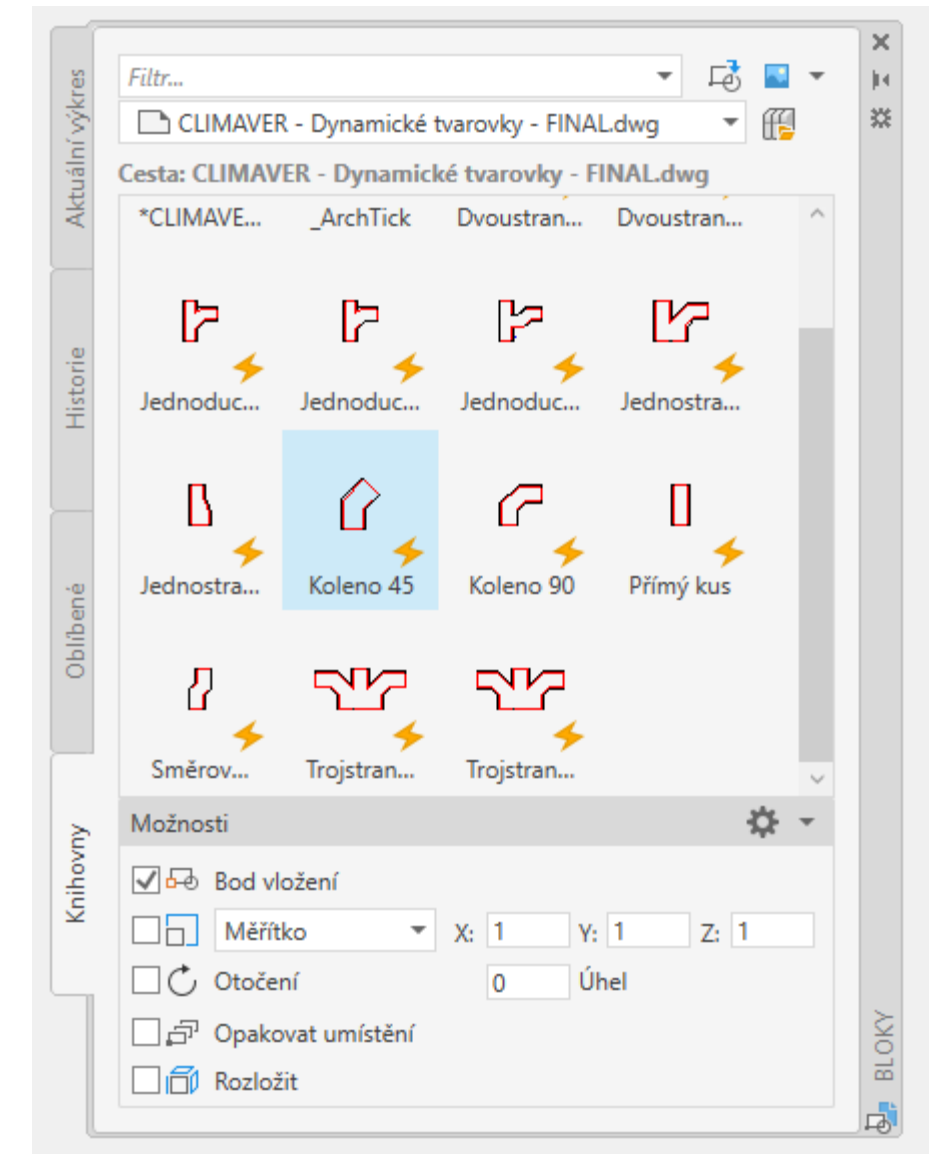 Aktuální výkres
Historie
Oblíbené
Knihovny
Filtr...
CLIMAVER - Dynamické tvarovky - FINAL.dwg
Cesta: CLIMAVER - Dynamické tvarovky - FINAL.dwg
*CLIMAVE... _ArchTick Dvoustran... Dvoustran...
Jednoduc... Jednoduc... Jednoduc... Jednostra...
Jednostra... Koleno 45 Koleno 90 Přímý kus
Směrov... Trojstran... Trojstran...
Možnosti
Bod vložení
Měřítko X: 1 Y: 1 Z: 1
Otočení 0 Úhel
Opakovat umístění
Rozložit
BLOKY